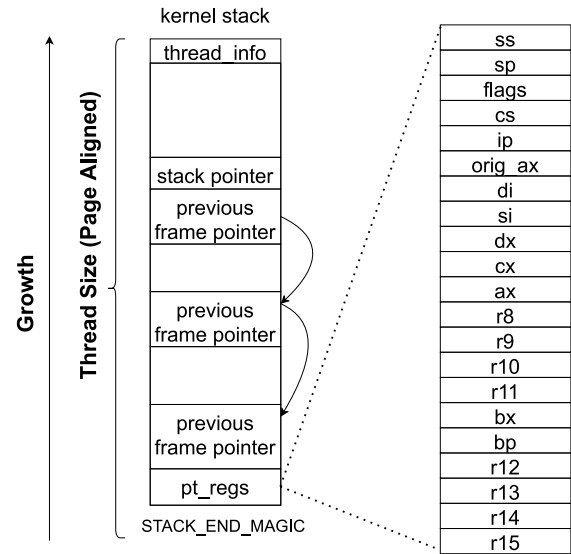 kernel stack
thread_info
stack pointer
previous
frame pointer
previous
frame pointer
previous
frame pointer
pt_regs
STACK_END_MAGIC
Growth
Thread Size (Page Aligned)
ss
sp
flags
cs
ip
orig_ax
di
si
dx
cx
ax
r8
r9
r10
r11
bx
bp
r12
r13
r14
r15